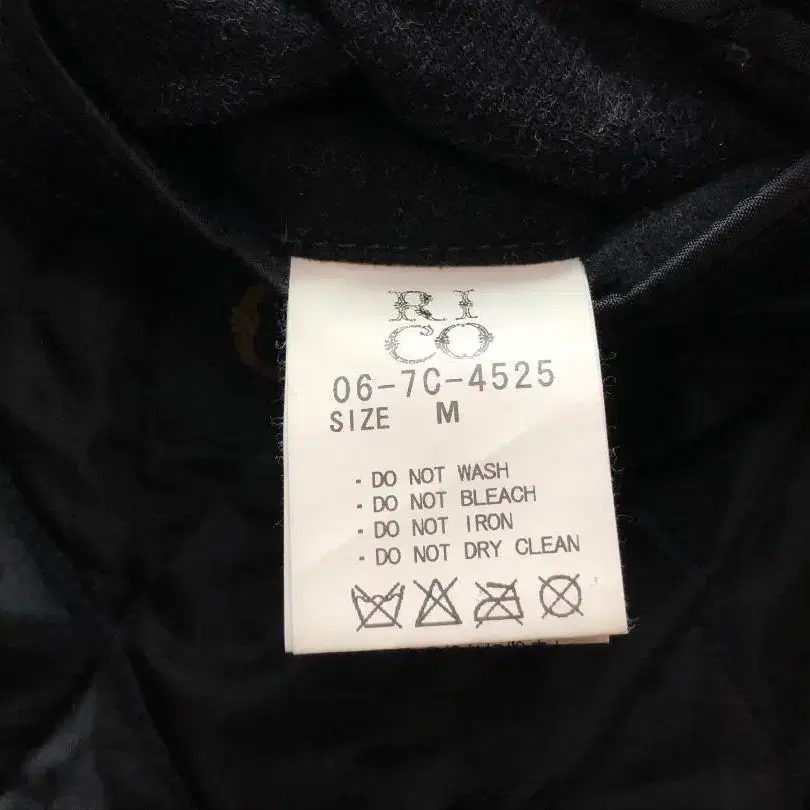 RI
CO
06-7C-4525
SIZE M
- DO NOT WASH
- DO NOT BLEACH
- DO NOT IRON
- DO NOT DRY CLEAN